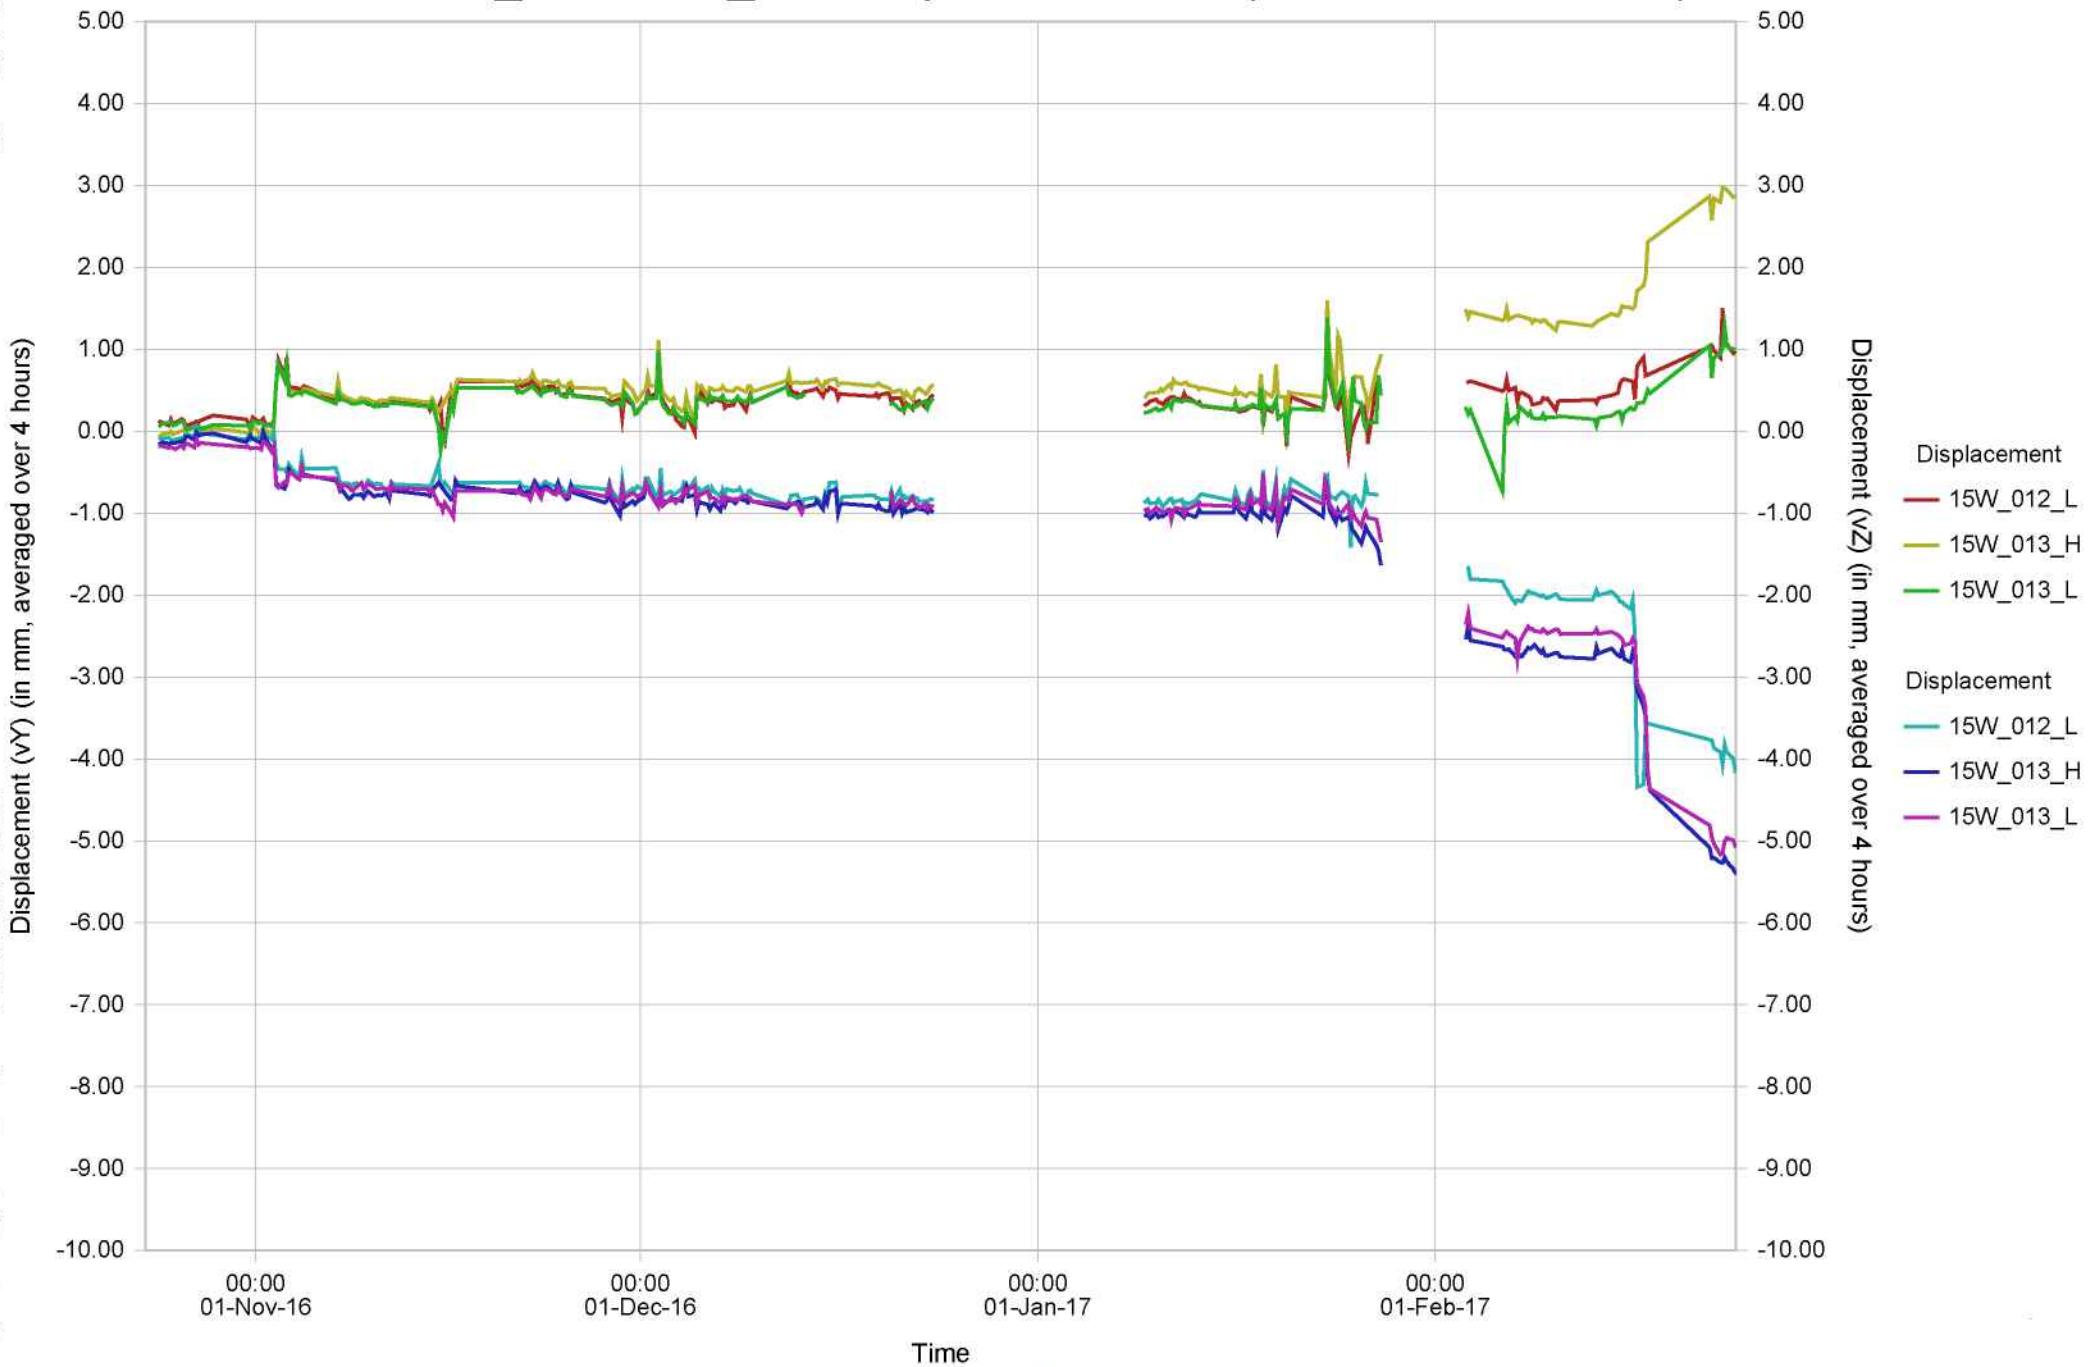 5.00
4.00
3.00
2.00
1.00
0.00
-1.00
-2.00
-3.00
-4.00
-5.00
-6.00
-7.00
-8.00
-9.00
-10.00
Displacement (vY) (in mm, averaged over 4 hours)
5.00
4.00
3.00
2.00
1.00
0.00
-1.00
-2.00
-3.00
-4.00
-5.00
-6.00
-7.00
-8.00
-9.00
-10.00
Displacement (vZ) (in mm, averaged over 4 hours)
Displacement
15W_012_L
15W_013_H
15W_013_L
Displacement
15W_012_L
15W_013_H
15W_013_L
00:00
01-Nov-16
00:00
01-Dec-16
00:00
01-Jan-17
00:00
01-Feb-17
Time